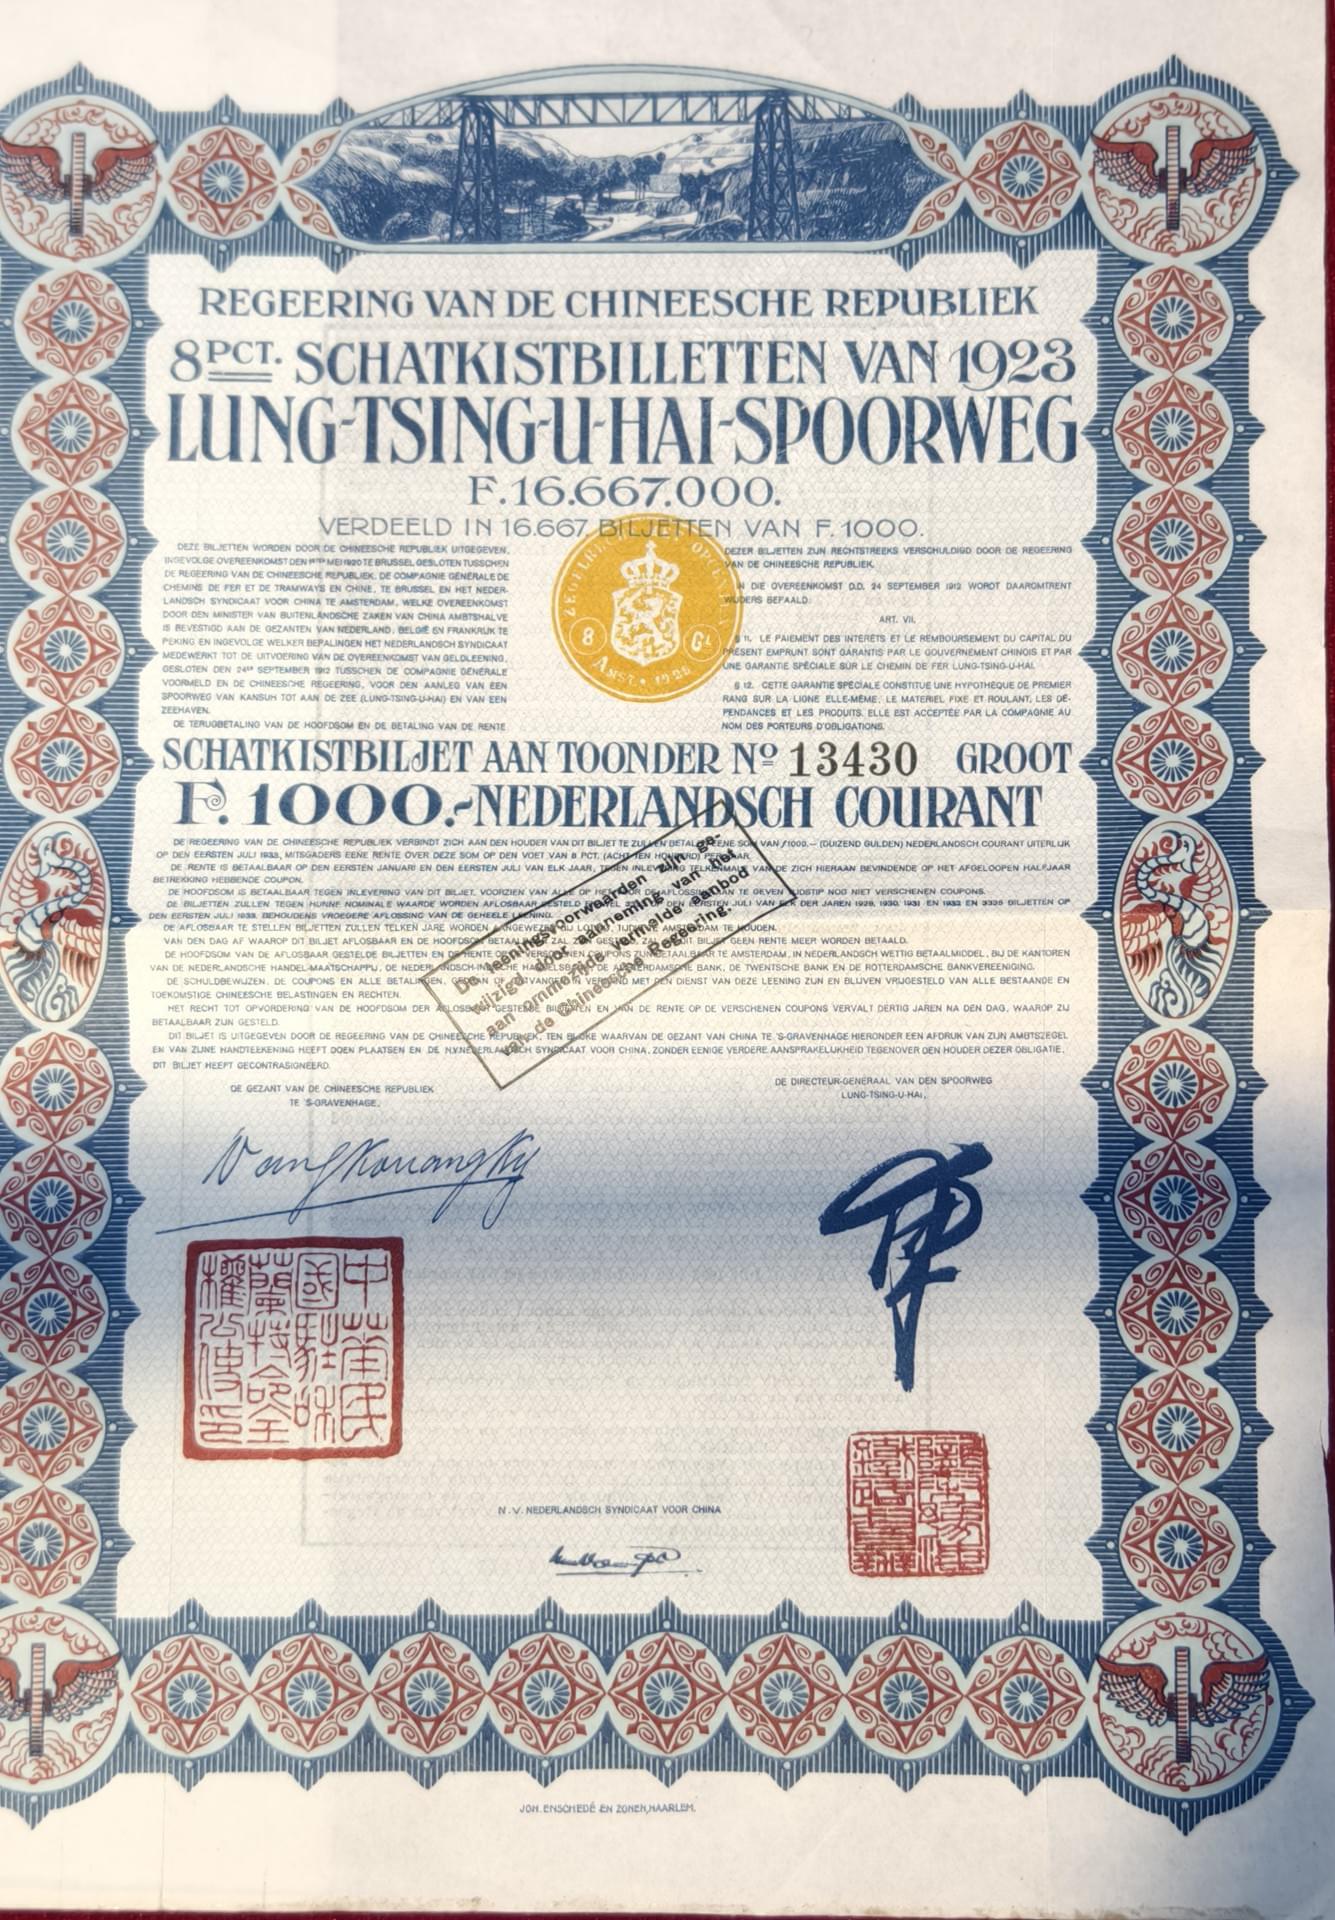 REGEERING VAN DE CHINEESCHE REPUBLIEK
8 PCT. SCHATKISTBILLETTEN VAN 1923
LUNG-TSING-U-HAI-SPOORWEG
F.16.667.000.
VERDEELD IN 16.667 BILJETTEN VAN F.1000.
DEZE BILJETTEN WORDEN DOOR DE CHINEESCHE REPUBLIEK UITGEGEVEN,
INGEVOLGE OVEREENKOMST DEN 1STEN MEI 1920 TE BRUSSEL GESLOTEN TUSSCHEN
DE REGEERING VAN DE CHINEESCHE REPUBLIEK, DE COMPAGNIE GÉNÉRALE DE
CHEMINS DE FER ET DE TRAMWAYS EN CHINE, TE BRUSSEL EN HET NEDER-
LANDSCH SYNDICAAT VOOR CHINA TE AMSTERDAM, WELKE OVEREENKOMST
DOOR DEN MINISTER VAN BUITENLANDSCHE ZAKEN VAN CHINA AMBTSHALVE
IS BEVESTIGD AAN DE GEZANTEN VAN NEDERLAND, BELGIË EN FRANKRIJK TE
PEKING EN INGEVOLGE WELKER BEPALINGEN HET NEDERLANDSCH SYNDICAAT
MEDEWERKT TOT DE UITVOERING VAN DE OVEREENKOMST VAN GELDLEENING,
GESLOTEN DEN 24STEN SEPTEMBER 1912 TUSSCHEN DE COMPAGNIE GÉNÉRALE
VOORMELD EN DE CHINEESCHE REGEERING, VOOR DEN AANLEG VAN EEN
SPOORWEG VAN KANSUH TOT AAN DE ZEE (LUNG-TSING-U-HAI) EN VAN EEN
ZEEHAVEN.
DE TERUGBETALING VAN DE HOOFDSOM EN DE BETALING VAN DE RENTE
DEZER BILJETTEN ZIJN RECHTSTREEKS VERSCHULDIGD DOOR DE REGEERING
VAN DE CHINEESCHE REPUBLIEK.
IN DIE OVEREENKOMST D.D. 24 SEPTEMBER 1912 WORDT DAAROMTRENT
WIJDERS BEPAALD:
ART. VII.
§ 11. LE PAIEMENT DES INTÉRÊTS ET LE REMBOURSEMENT DU CAPITAL DU
PRÉSENT EMPRUNT SONT GARANTIS PAR LE GOUVERNEMENT CHINOIS ET PAR
UNE GARANTIE SPÉCIALE SUR LE CHEMIN DE FER LUNG-TSING-U-HAI.
§ 12. CETTE GARANTIE SPÉCIALE CONSTITUE UNE HYPOTHÈQUE DE PREMIER
RANG SUR LA LIGNE ELLE-MÊME, LE MATÉRIEL FIXE ET ROULANT, LES DÉ-
PENDANCES ET LES PRODUITS. ELLE EST ACCEPTÉE PAR LA COMPAGNIE AU
NOM DES PORTEURS D'OBLIGATIONS.
8 GL
AMST. 1928
SCHATKISTBILJET AAN TOONDER No 13430 GROOT
F. 1000.-NEDERLANDSCH COURANT
DE REGEERING VAN DE CHINEESCHE REPUBLIEK VERBINDT ZICH AAN DEN HOUDER VAN DIT BILJET TE ZULLEN BETALEN EENE SOM VAN ƒ1000.— (DUIZEND GULDEN) NEDERLANDSCH COURANT UITERLIJK
OP DEN EERSTEN JULI 1933, MITSGADERS EENE RENTE OVER DEZE SOM OP DEN VOET VAN 8 PCT. (ACHT TEN HONDERD) PER JAAR.
DE RENTE IS BETAALBAAR OP DEN EERSTEN JANUARI EN DEN EERSTEN JULI VAN ELK JAAR, TEGEN INLEVERING TELKENMALE VAN DE ZICH HIERAAN BEVINDENDE OP HET AFGELOOPEN HALFJAAR
BETREKKING HEBBENDE COUPON.
DE HOOFDSOM IS BETAALBAAR TEGEN INLEVERING VAN DIT BILJET, VOORZIEN VAN ALLE OP HET VOOR DE AFLOSSING AAN TE GEVEN TIJDSTIP NOG NIET VERSCHENEN COUPONS.
DE BILJETTEN ZULLEN TEGEN HUNNE NOMINALE WAARDE WORDEN AFLOSBAAR GESTELD DEN EERSTEN JULI VAN ELK DER JAREN 1929, 1930, 1931 EN 1932 EN 3335 BILJETTEN OP
DEN EERSTEN JULI 1933, BEHOUDENS VROEGERE AFLOSSING VAN DE GEHEELE LEENING.
DE AFLOSBAAR TE STELLEN BILJETTEN ZULLEN TELKEN JARE WORDEN AANGEWEZEN BIJ LOTING, TIJDIG TE AMSTERDAM TE HOUDEN.
VAN DEN DAG AF WAAROP DIT BILJET AFLOSBAAR EN DE HOOFDSOM BETAALBAAR ZAL ZIJN GESTELD, ZAL OP DIT BILJET GEEN RENTE MEER WORDEN BETAALD.
DE HOOFDSOM VAN DE AFLOSBAAR GESTELDE BILJETTEN EN DE RENTE OP DE VERSCHENEN COUPONS ZIJN BETAALBAAR TE AMSTERDAM, IN NEDERLANDSCH WETTIG BETAALMIDDEL, BIJ DE KANTOREN
VAN DE NEDERLANDSCHE HANDEL-MAATSCHAPPIJ, DE NEDERLANDSCH-INDISCHE HANDELSBANK, DE AMSTERDAMSCHE BANK, DE TWENTSCHE BANK EN DE ROTTERDAMSCHE BANKVEREENIGING.
DE SCHULDBEWIJZEN, DE COUPONS EN ALLE BETALINGEN, GEDAAN OF ONTVANGEN IN VERBAND MET DEN DIENST VAN DEZE LEENING ZIJN EN BLIJVEN VRIJGESTELD VAN ALLE BESTAANDE EN
TOEKOMSTIGE CHINEESCHE BELASTINGEN EN RECHTEN.
HET RECHT TOT OPVORDERING VAN DE HOOFDSOM DER AFLOSBAAR GESTELDE BILJETTEN EN VAN DE RENTE OP DE VERSCHENEN COUPONS VERVALT DERTIG JAREN NA DEN DAG, WAAROP ZIJ
BETAALBAAR ZIJN GESTELD.
DIT BILJET IS UITGEGEVEN DOOR DE REGEERING VAN DE CHINEESCHE REPUBLIEK, TEN BLIJKE WAARVAN DE GEZANT VAN CHINA TE 'S-GRAVENHAGE HIERONDER EEN AFDRUK VAN ZIJN AMBTSZEGEL
EN VAN ZIJNE HANDTEEKENING HEEFT DOEN PLAATSEN EN DE N.V. NEDERLANDSCH SYNDICAAT VOOR CHINA, ZONDER EENIGE VERDERE AANSPRAKELIJKHEID TEGENOVER DEN HOUDER DEZER OBLIGATIE,
DIT BILJET HEEFT GECONTRASIGNEERD.
De leeningsvoorwaarden zijn ge-
wijzigd door aanneming van het
aan ommezijde vermelde aanbod
van de Chineesche Regeering.
DE GEZANT VAN DE CHINEESCHE REPUBLIEK
TE 'S-GRAVENHAGE,
DE DIRECTEUR-GENERAAL VAN DEN SPOORWEG
LUNG-TSING-U-HAI,
Wang Kouang Ky
中華民
國駐和
蘭特命全
權公使印
N.V. NEDERLANDSCH SYNDICAAT VOOR CHINA
JOH. ENSCHEDÉ EN ZONEN, HAARLEM.